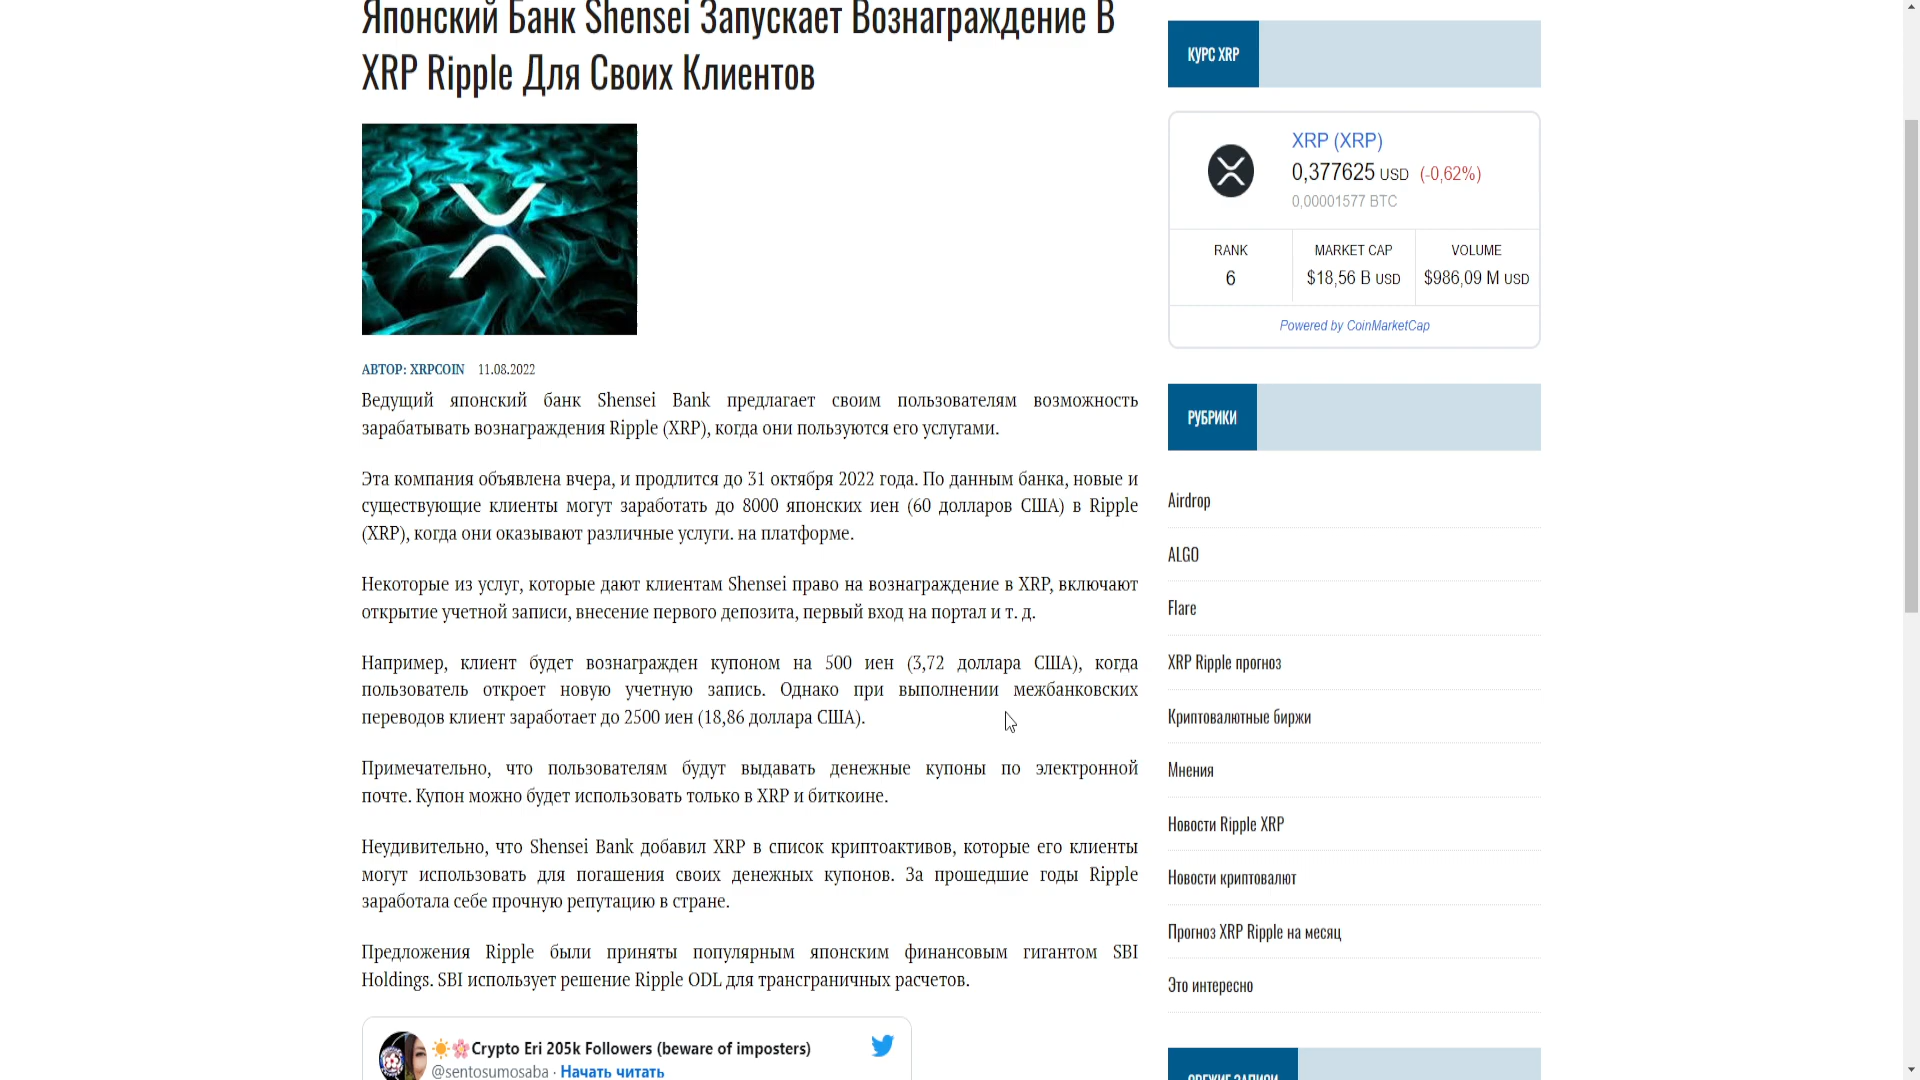 Японский Банк Shensei Запускает Вознаграждение В
XRP Ripple Для Своих Клиентов
АВТОР: XRPCOIN 11.08.2022
Ведущий японский банк Shensei Bank предлагает своим пользователям возможность
зарабатывать вознаграждения Ripple (XRP), когда они пользуются его услугами.
Эта компания объявлена вчера, и продлится до 31 октября 2022 года. По данным банка, новые и
существующие клиенты могут заработать до 8000 японских иен (60 долларов США) в Ripple
(XRP), когда они оказывают различные услуги. на платформе.
Некоторые из услуг, которые дают клиентам Shensei право на вознаграждение в XRP, включают
открытие учетной записи, внесение первого депозита, первый вход на портал и т. д.
Например, клиент будет вознагражден купоном на 500 иен (3,72 доллара США), когда
пользователь откроет новую учетную запись. Однако при выполнении межбанковских
переводов клиент заработает до 2500 иен (18,86 доллара США).
Примечательно, что пользователям будут выдавать денежные купоны по электронной
почте. Купон можно будет использовать только в XRP и биткоине.
Неудивительно, что Shensei Bank добавил XRP в список криптоактивов, которые его клиенты
могут использовать для погашения своих денежных купонов. За прошедшие годы Ripple
заработала себе прочную репутацию в стране.
Предложения Ripple были приняты популярным японским финансовым гигантом SBI
Holdings. SBI использует решение Ripple ODL для трансграничных расчетов.
Crypto Eri 205k Followers (beware of imposters)
@sentosumosaba · Начать читать
КУРС XRP
XRP (XRP)
0,377625 USD (-0,62%)
0,00001577 BTC
RANK MARKET CAP VOLUME
6 $18,56 B USD $986,09 M USD
Powered by CoinMarketCap
РУБРИКИ
Airdrop
ALGO
Flare
XRP Ripple прогноз
Криптовалютные биржи
Мнения
Новости Ripple XRP
Новости криптовалют
Прогноз XRP Ripple на месяц
Это интересно
СВЕЖИЕ ЗАПИСИ